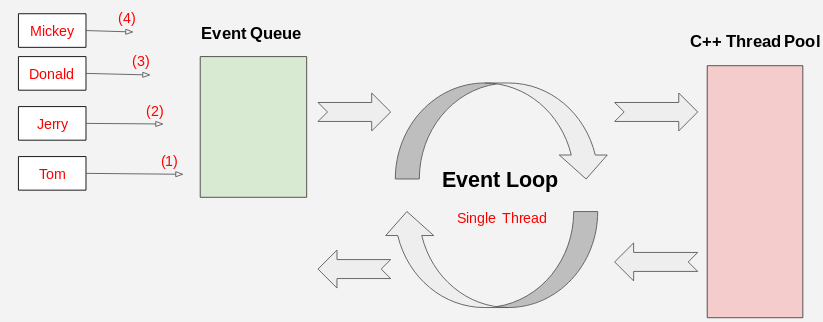 Mickey
(4)
Donald
(3)
Jerry
(2)
Tom
(1)
Event Queue
Event Loop
Single Thread
C++ Thread Pool